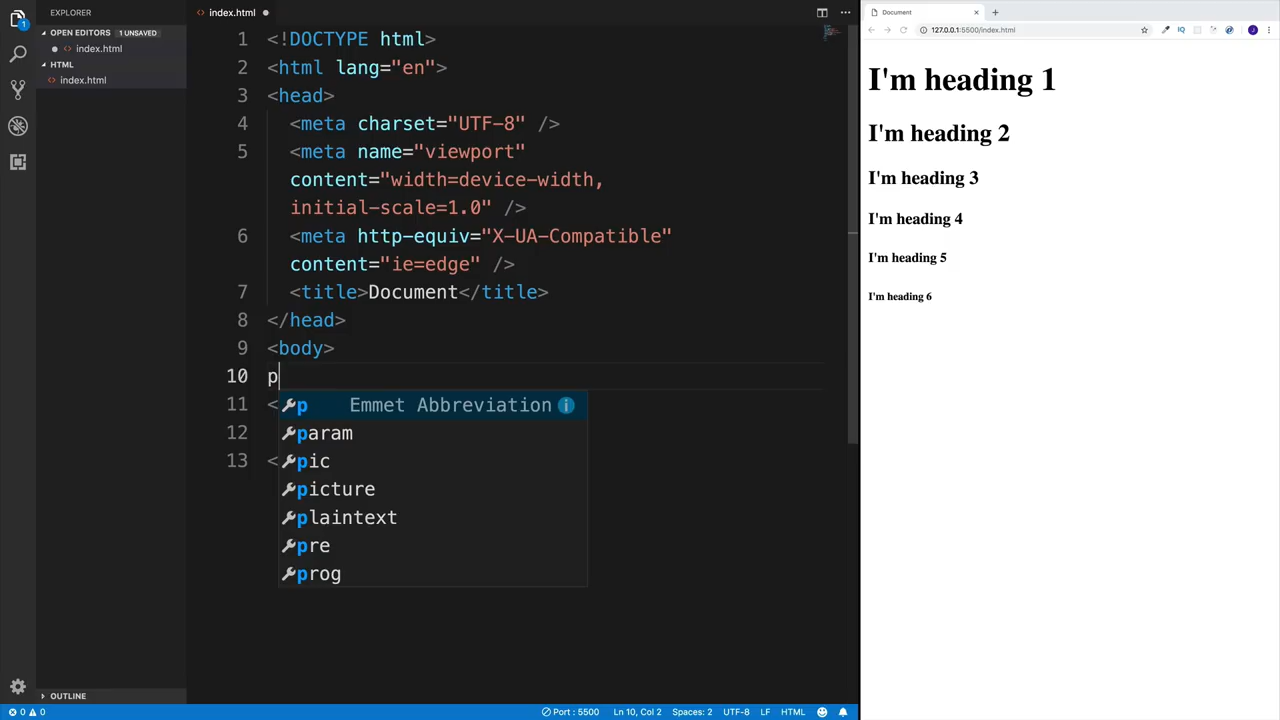 EXPLORER
OPEN EDITORS 1 UNSAVED
index.html
HTML
index.html
OUTLINE
1
index.html
1 <!DOCTYPE html>
2 <html lang="en">
3 <head>
4 <meta charset="UTF-8" />
5 <meta name="viewport"
content="width=device-width,
initial-scale=1.0" />
6 <meta http-equiv="X-UA-Compatible"
content="ie=edge" />
7 <title>Document</title>
8 </head>
9 <body>
10 p
11 <
p Emmet Abbreviation
12
param
13 <
pic
picture
plaintext
pre
prog
0 0
Port : 5500 Ln 10, Col 2 Spaces: 2 UTF-8 LF HTML
Document
127.0.0.1:5500/index.html
IQ
J
I'm heading 1
I'm heading 2
I'm heading 3
I'm heading 4
I'm heading 5
I'm heading 6